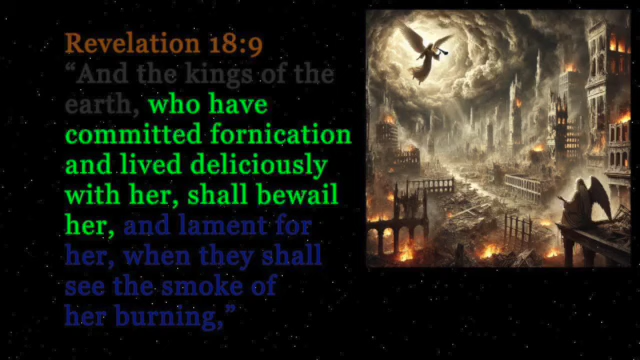 Revelation 18:9
“And the kings of the
earth, who have
committed fornication
and lived deliciously
with her, shall bewail
her, and lament for
her, when they shall
see the smoke of
her burning,”